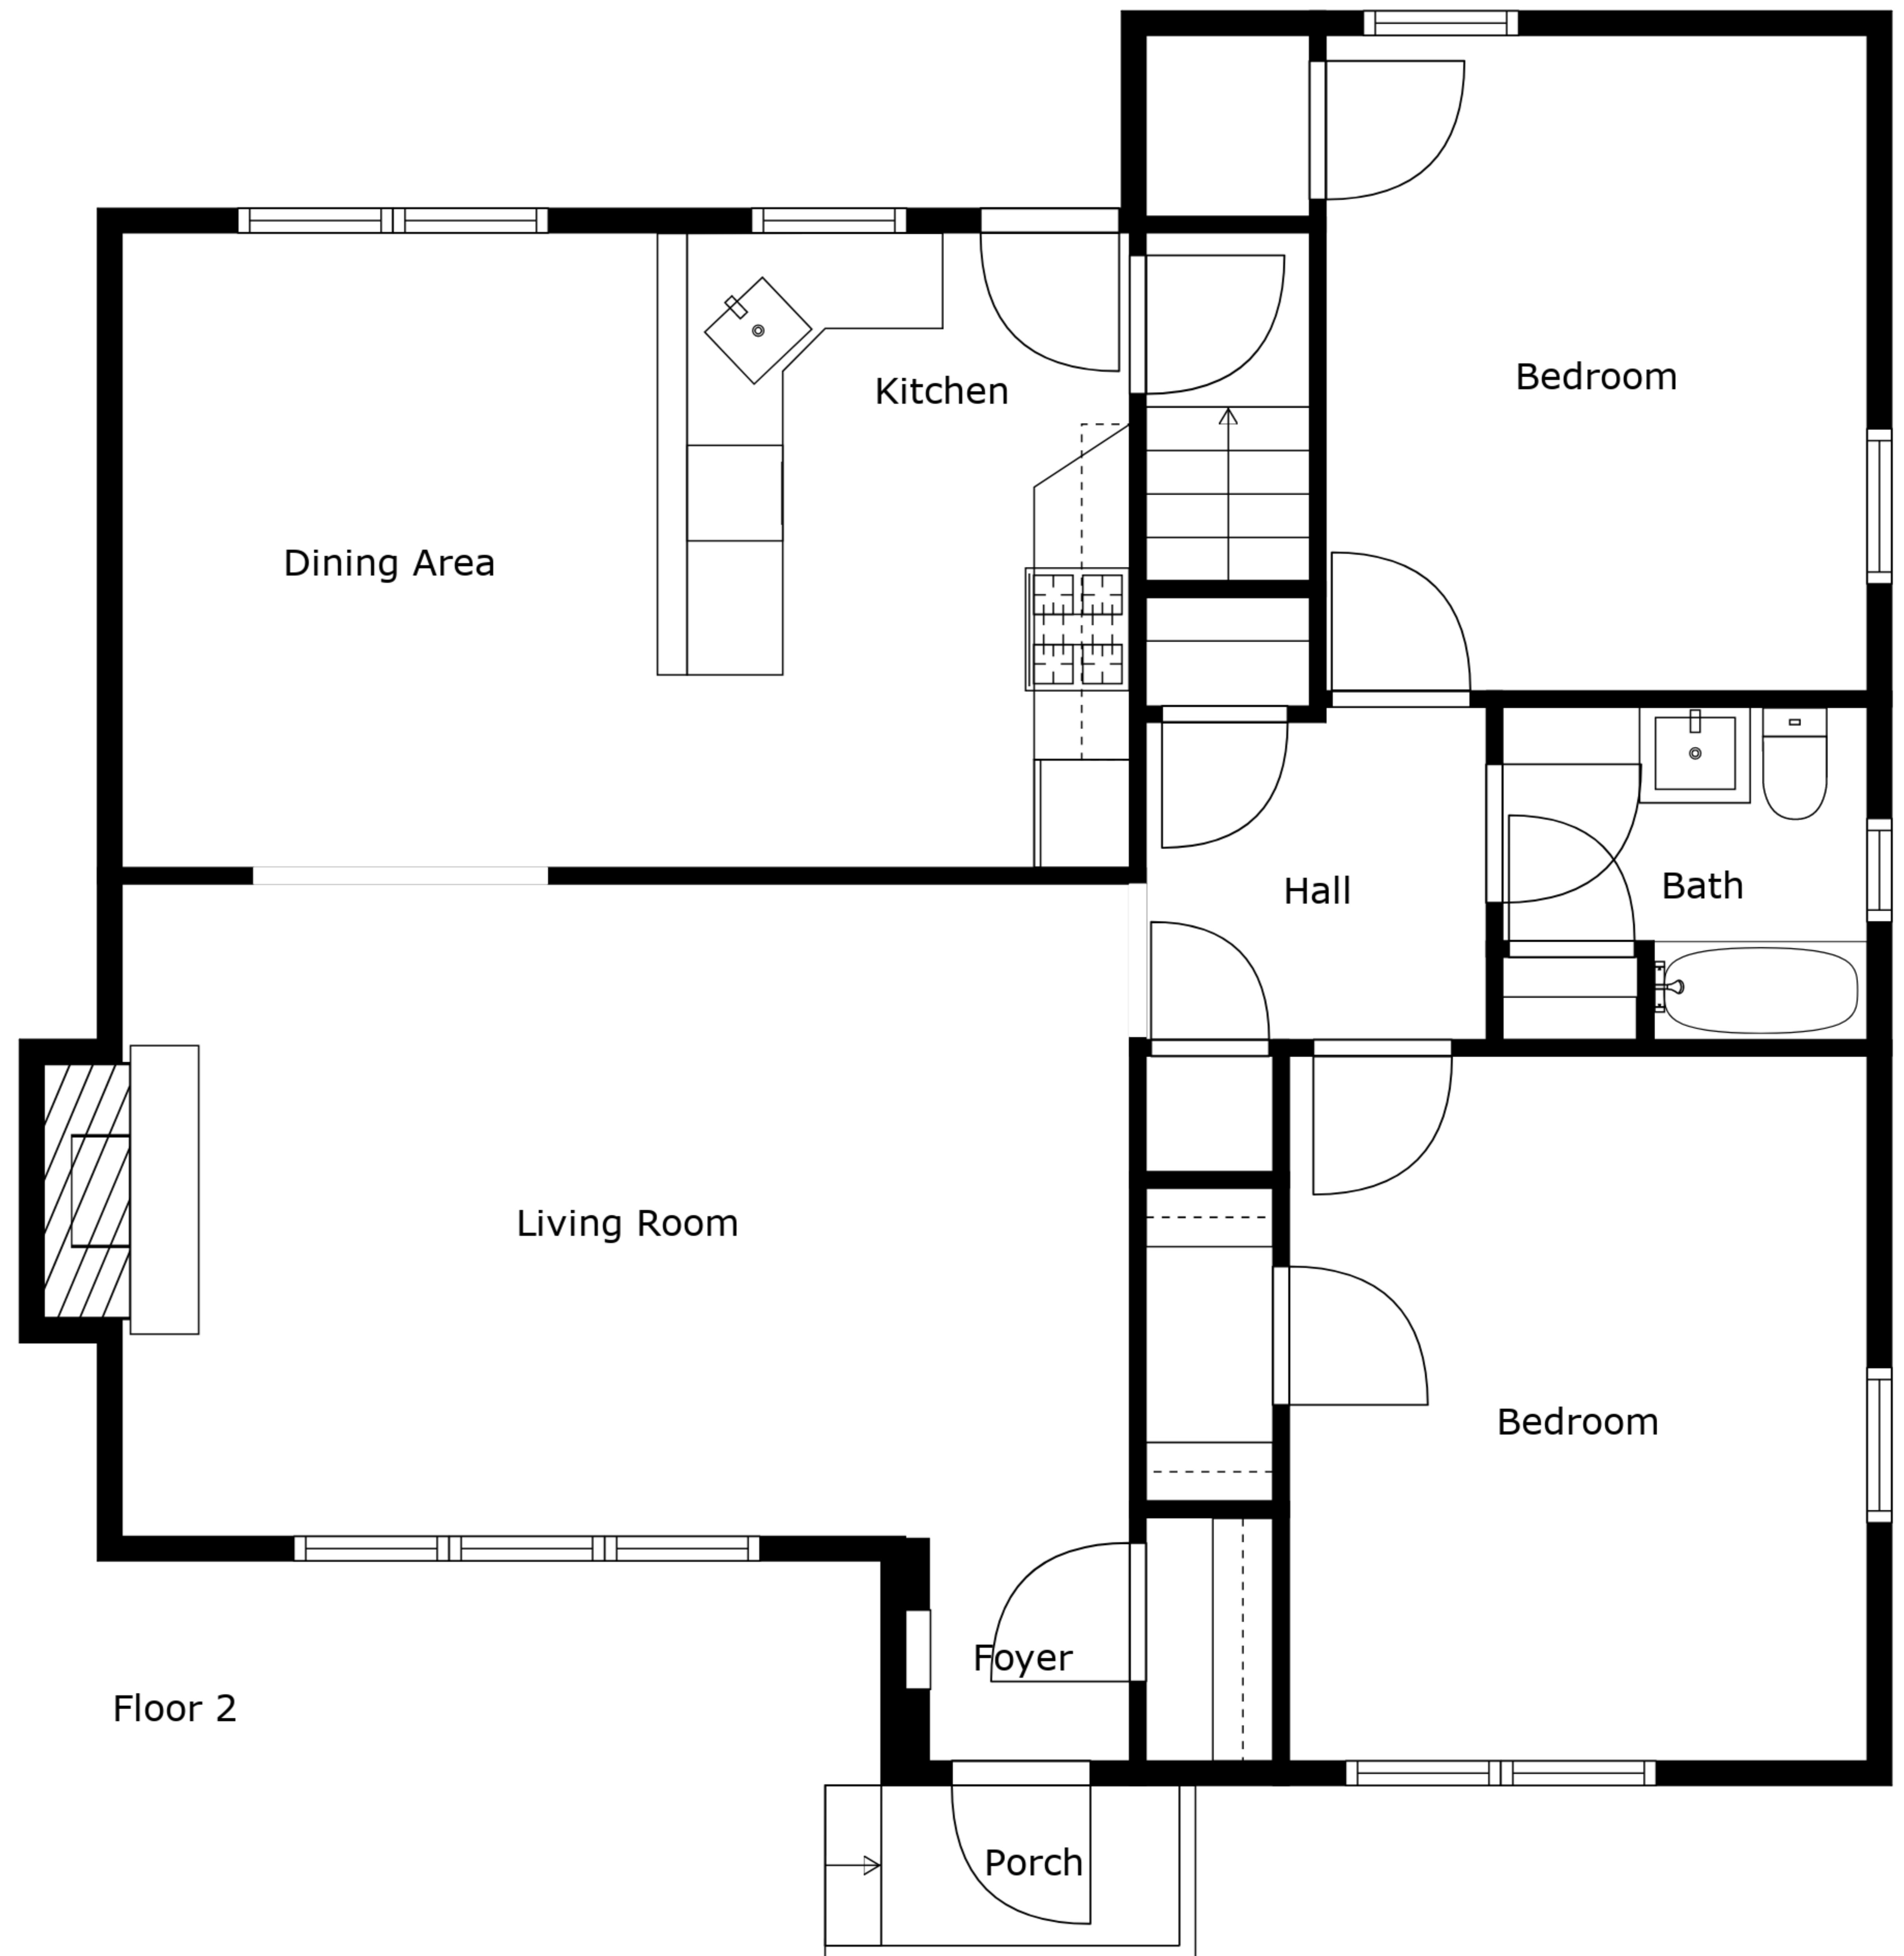 Bedroom
Kitchen
Dining Area
Hall
Bath
Living Room
Bedroom
Foyer
Floor 2
Porch